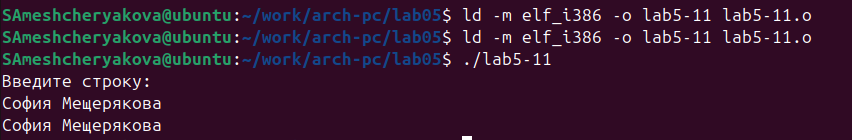 SAmeshcheryakova@ubuntu:~/work/arch-pc/lab05$ ld -m elf_i386 -o lab5-11 lab5-11.o
SAmeshcheryakova@ubuntu:~/work/arch-pc/lab05$ ld -m elf_i386 -o lab5-11 lab5-11.o
SAmeshcheryakova@ubuntu:~/work/arch-pc/lab05$ ./lab5-11
Введите строку:
София Мещерякова
София Мещерякова